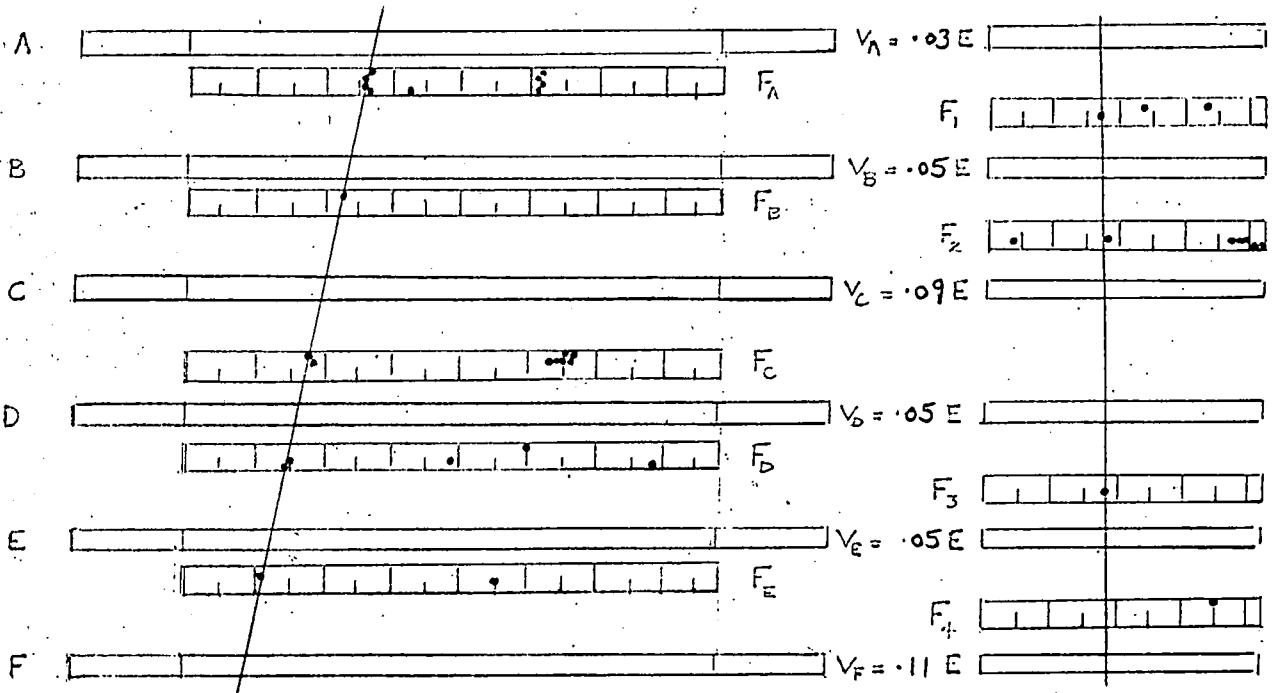 A V_A = .03 E
F_A
F_1
B V_B = .05 E
F_B
F_2
C V_C = .09 E
F_C
D V_D = .05 E
F_D
F_3
E V_E = .05 E
F_E
F_4
F V_F = .11 E